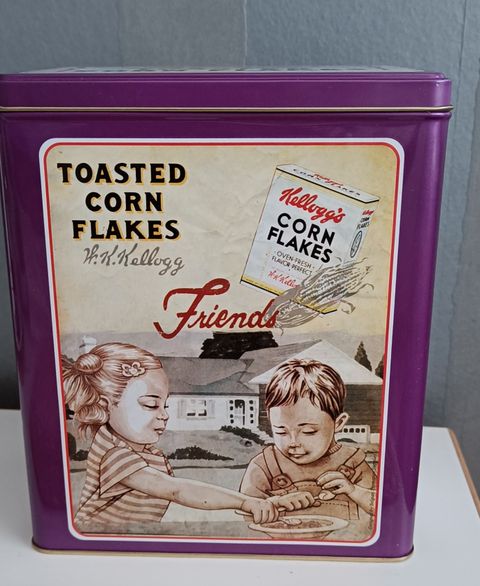 TOASTED
CORN
FLAKES
W.K.Kellogg
Kellogg's
CORN
FLAKES
OVEN-FRESH
FLAVOR-PERFECT
Friends